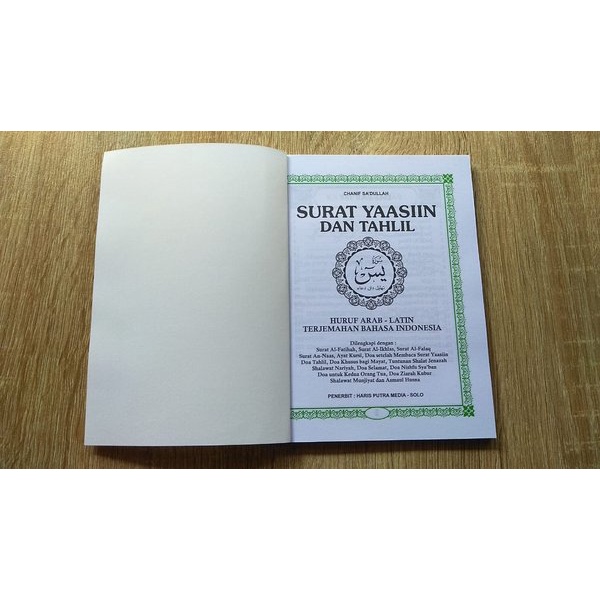 CHANIF SA'DULLAH
SURAT YAASIIN
DAN TAHLIL
سورة
يس
HURUF ARAB - LATIN
TERJEMAHAN BAHASA INDONESIA
Dilengkapi dengan :
Surat Al-Fatihah, Surat Al-Ikhlas, Surat Al-Falaq
Surat An-Naas, Ayat Kursi, Doa setelah Membaca Surat Yaasiin
Doa Tahlil, Doa Khusus bagi Mayat, Tuntunan Shalat Jenazah
Shalawat Nariyah, Doa Selamat, Doa Nishfu Sya'ban
Doa untuk Kedua Orang Tua, Doa Ziarah Kubur
Shalawat Munjiyat dan Asmaul Husna
PENERBIT : HARIS PUTRA MEDIA - SOLO